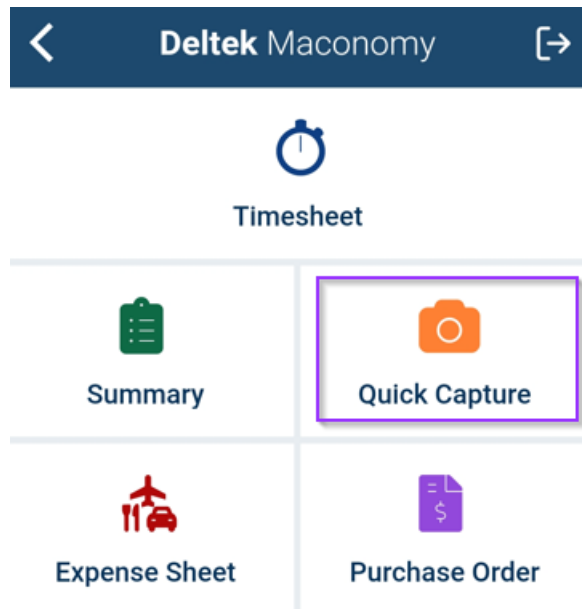 Deltek Maconomy
Timesheet
Summary
Quick Capture
$
Expense Sheet
Purchase Order